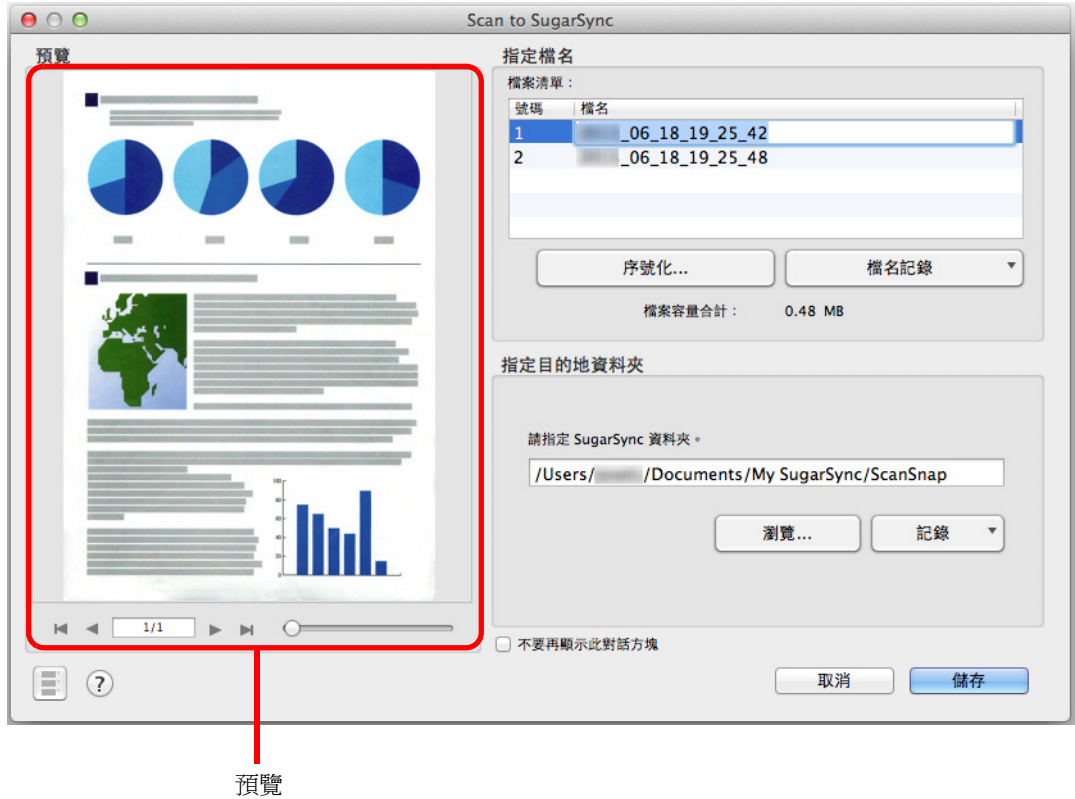 Scan to SugarSync
預覽
1/1
?
指定檔名
檔案清單：
號碼 檔名
1 _06_18_19_25_42
2 _06_18_19_25_48
序號化... 檔名記錄
檔案容量合計： 0.48 MB
指定目的地資料夾
請指定 SugarSync 資料夾。
/Users/ /Documents/My SugarSync/ScanSnap
瀏覽... 記錄
不要再顯示此對話方塊
取消 儲存
預覽